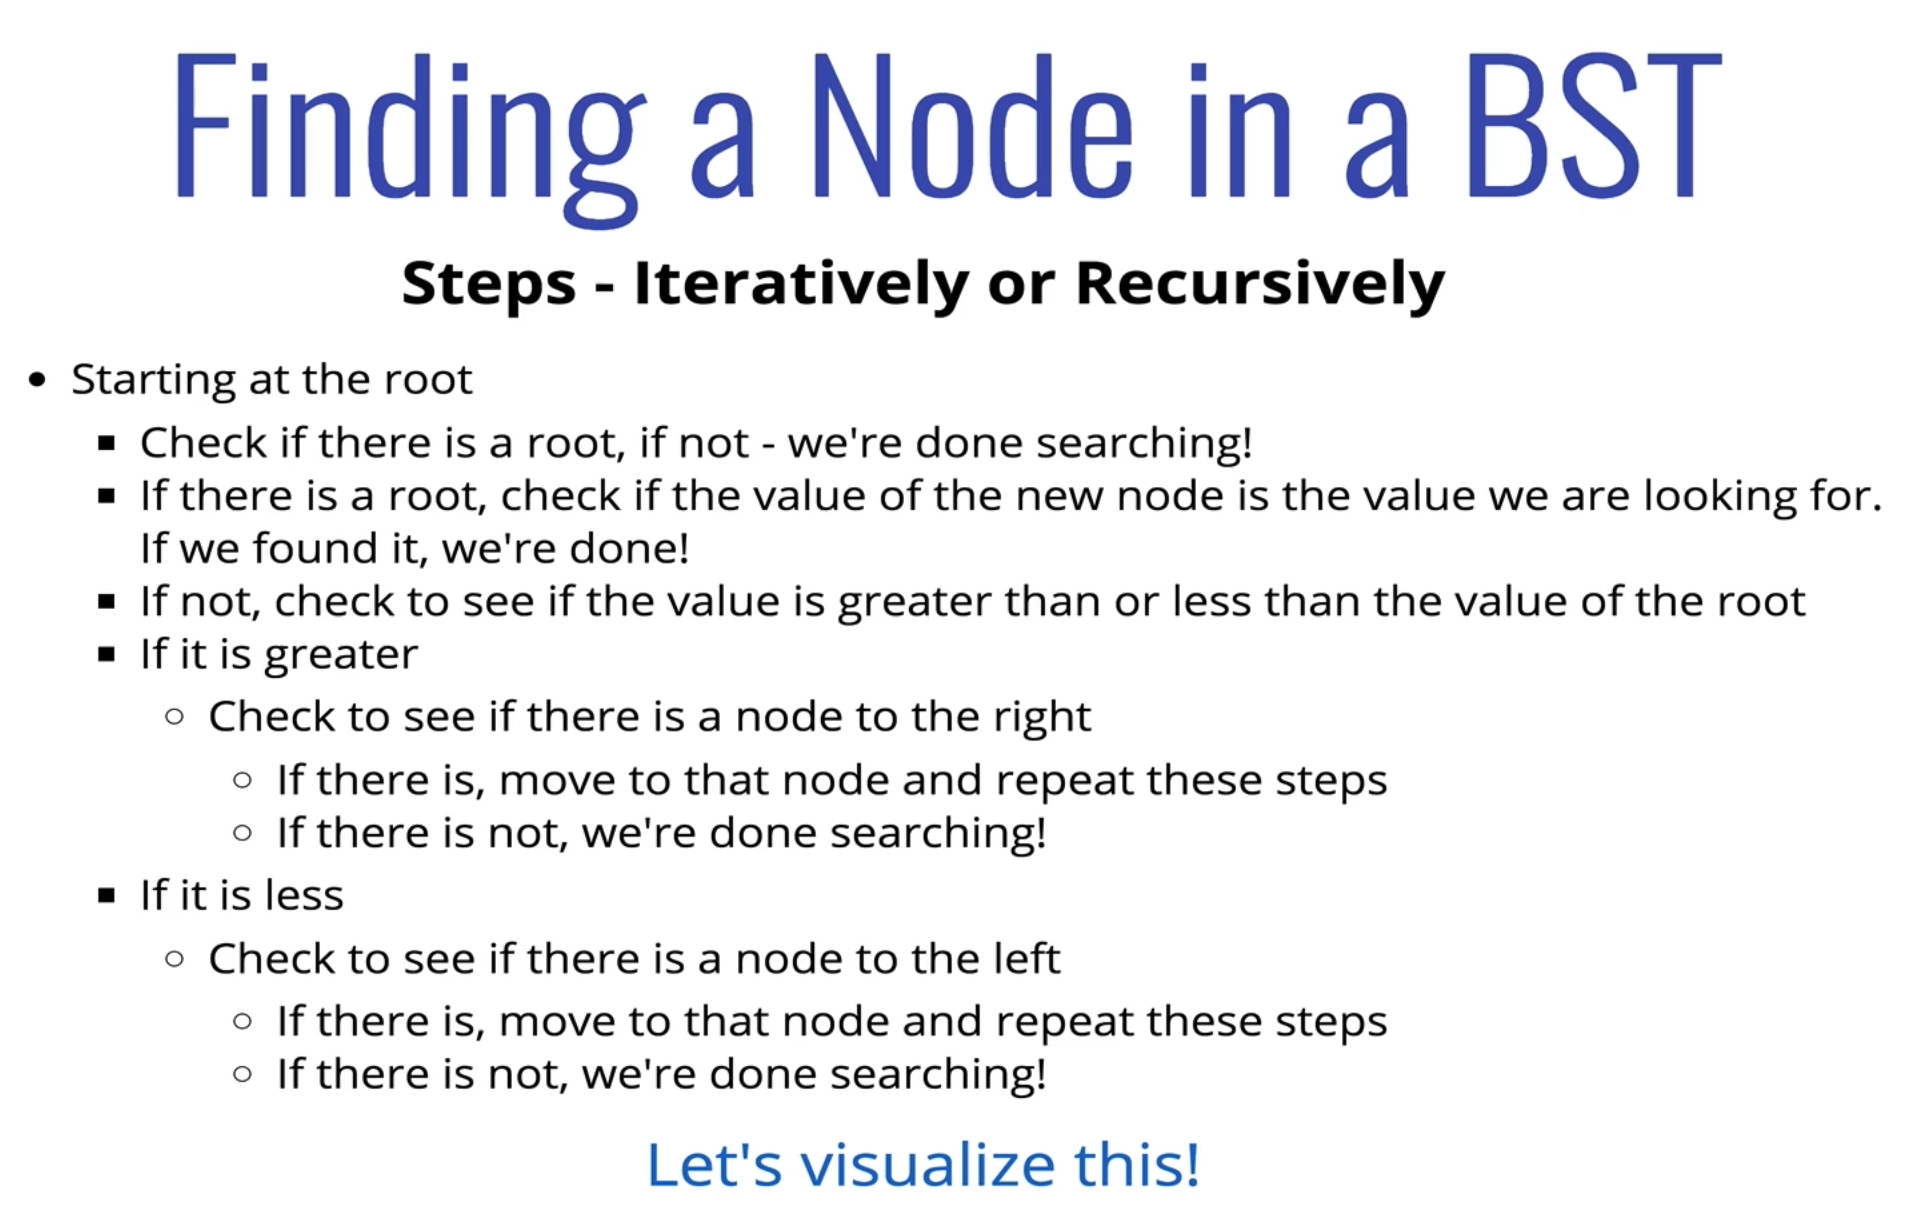 Finding a Node in a BST
Steps - Iteratively or Recursively
Starting at the root
Check if there is a root, if not - we're done searching!
If there is a root, check if the value of the new node is the value we are looking for.
If we found it, we're done!
If not, check to see if the value is greater than or less than the value of the root
If it is greater
Check to see if there is a node to the right
If there is, move to that node and repeat these steps
If there is not, we're done searching!
If it is less
Check to see if there is a node to the left
If there is, move to that node and repeat these steps
If there is not, we're done searching!
Let's visualize this!